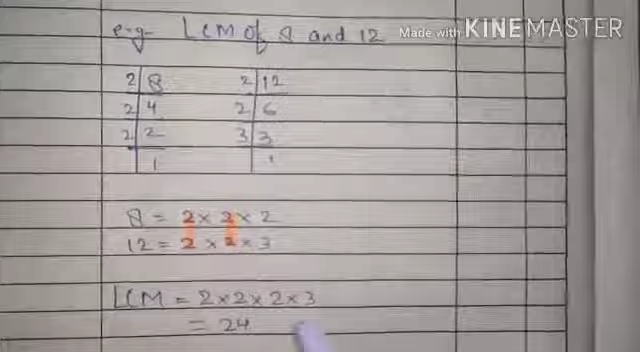 e-g- LCM of 8 and 12
Made with KINEMASTER
2 8 2 12
2 4 2 6
2 2 3 3
1 1
8 = 2 × 2 × 2
12 = 2 × 2 × 3
LCM = 2 × 2 × 2 × 3
= 24